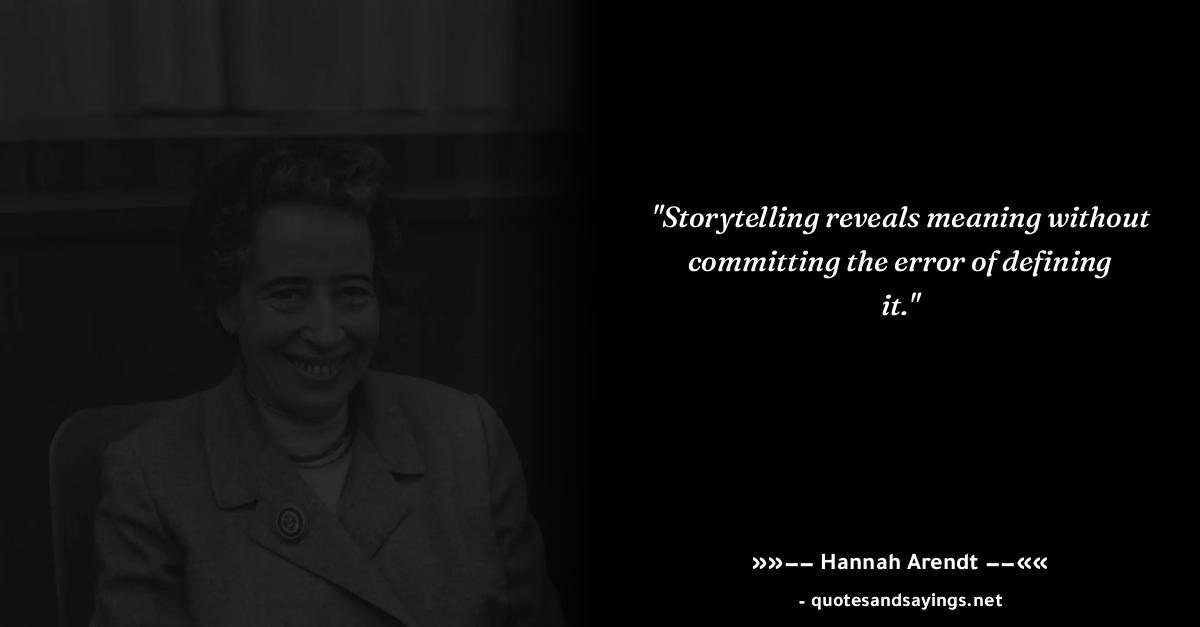 "Storytelling reveals meaning without
committing the error of defining
it."
»»−− Hannah Arendt −−««
- quotesandsayings.net